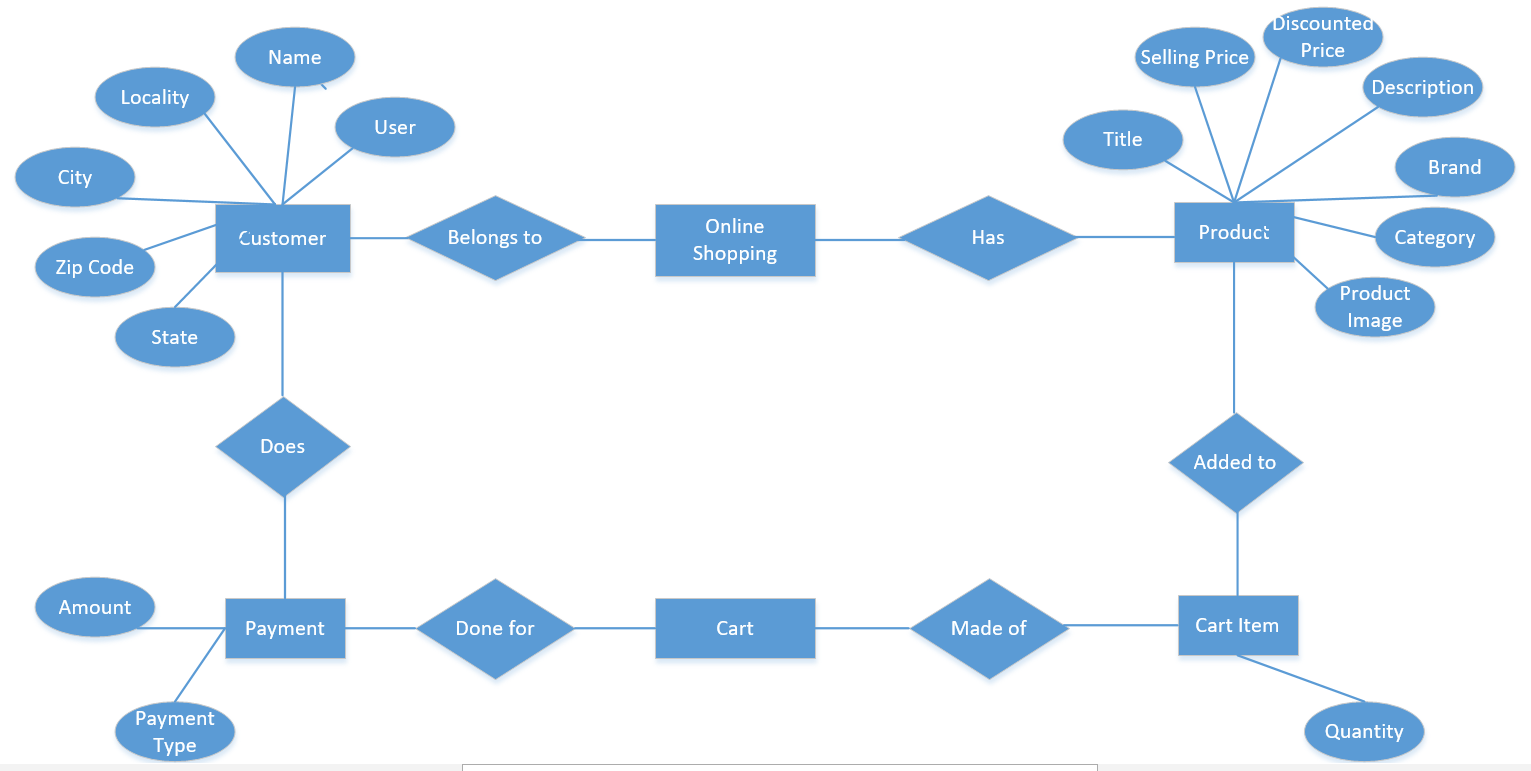 Discounted
Price
Name
Selling Price
Description
Locality
User
Title
Brand
City
Customer
Belongs to
Online
Shopping
Has
Product
Category
Zip Code
Product
Image
State
Does
Added to
Amount
Payment
Done for
Cart
Made of
Cart Item
Payment
Type
Quantity